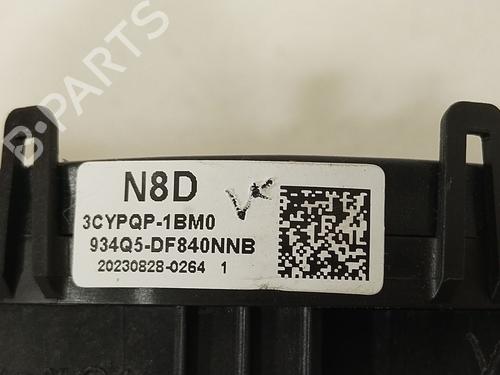 B-PARTS
N8D
3CYPQP-1BM0
934Q5-DF840NNB
20230828-0264 1